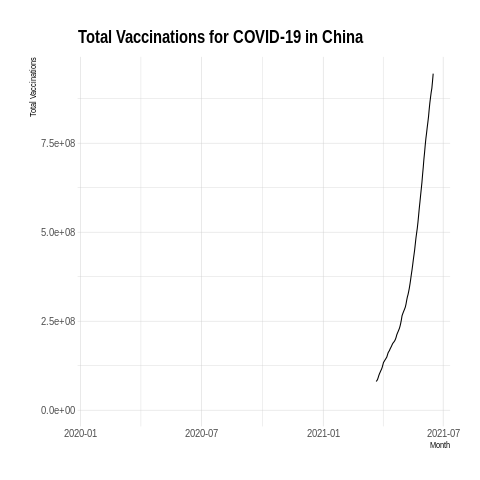 Total Vaccinations for COVID-19 in China
Total Vaccinations
7.5e+08
5.0e+08
2.5e+08
0.0e+00
2020-01 2020-07 2021-01 2021-07
Month